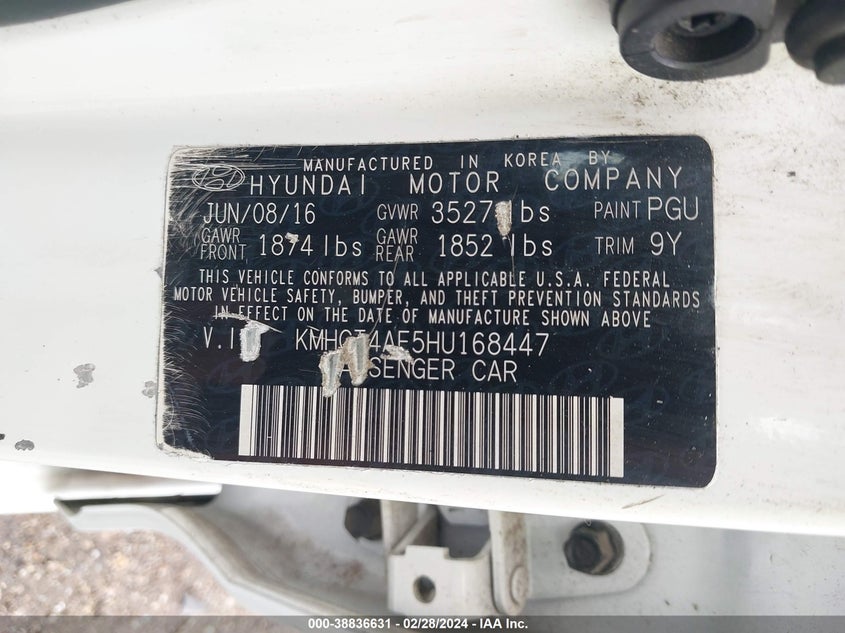 MANUFACTURED IN KOREA BY
HYUNDAI MOTOR COMPANY
JUN/08/16 GVWR 3527 lbs PAINT PGU
GAWR FRONT 1874 lbs GAWR REAR 1852 lbs TRIM 9Y
THIS VEHICLE CONFORMS TO ALL APPLICABLE U.S.A. FEDERAL
MOTOR VEHICLE SAFETY, BUMPER, AND THEFT PREVENTION STANDARDS
IN EFFECT ON THE DATE OF MANUFACTURE SHOWN ABOVE
KMHCT4AE5HU168447
PASSENGER CAR
000-38836631 - 02/28/2024 - IAA Inc.